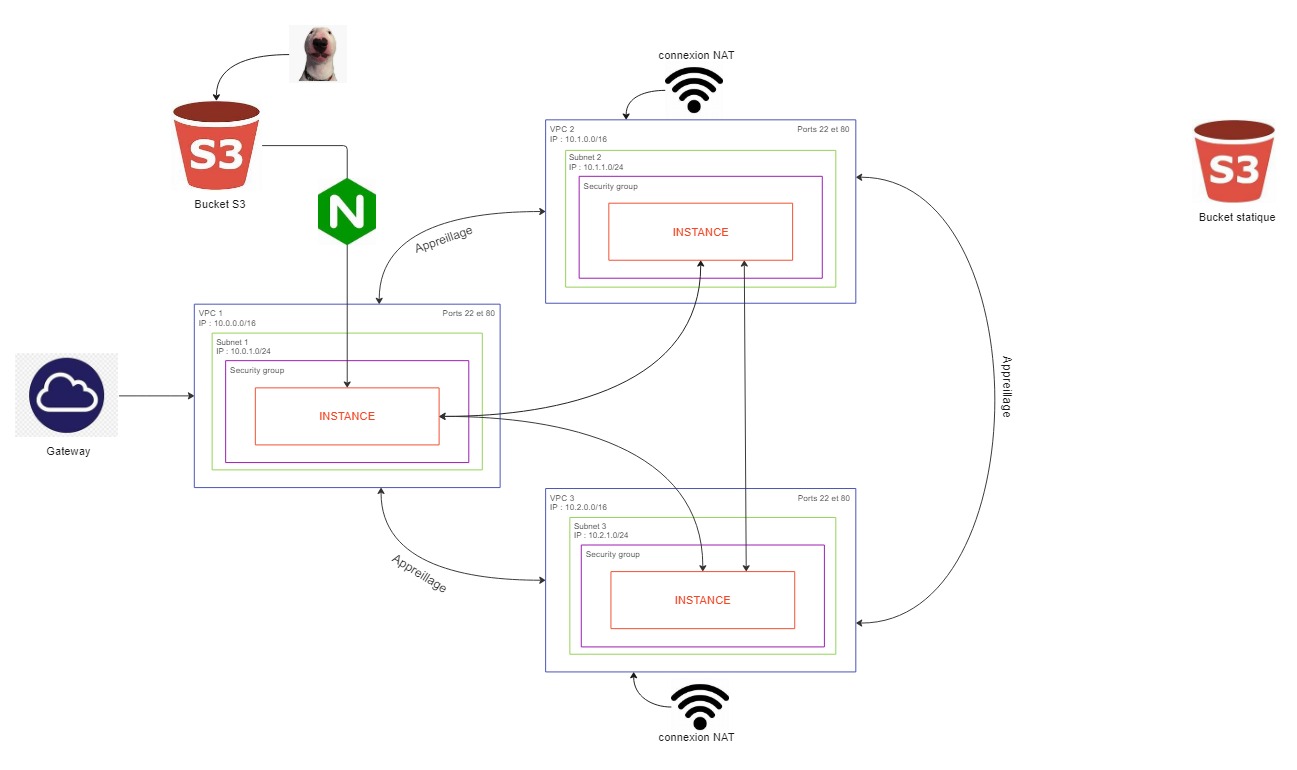 connexion NAT
S3
Bucket S3
N
VPC 2
IP : 10.1.0.0/16
Ports 22 et 80
Subnet 2
IP : 10.1.1.0/24
Security group
INSTANCE
S3
Bucket statique
Appreillage
VPC 1
IP : 10.0.0.0/16
Ports 22 et 80
Subnet 1
IP : 10.0.1.0/24
Security group
INSTANCE
Gateway
Appreillage
Appreillage
VPC 3
IP : 10.2.0.0/16
Ports 22 et 80
Subnet 3
IP : 10.2.1.0/24
Security group
INSTANCE
connexion NAT